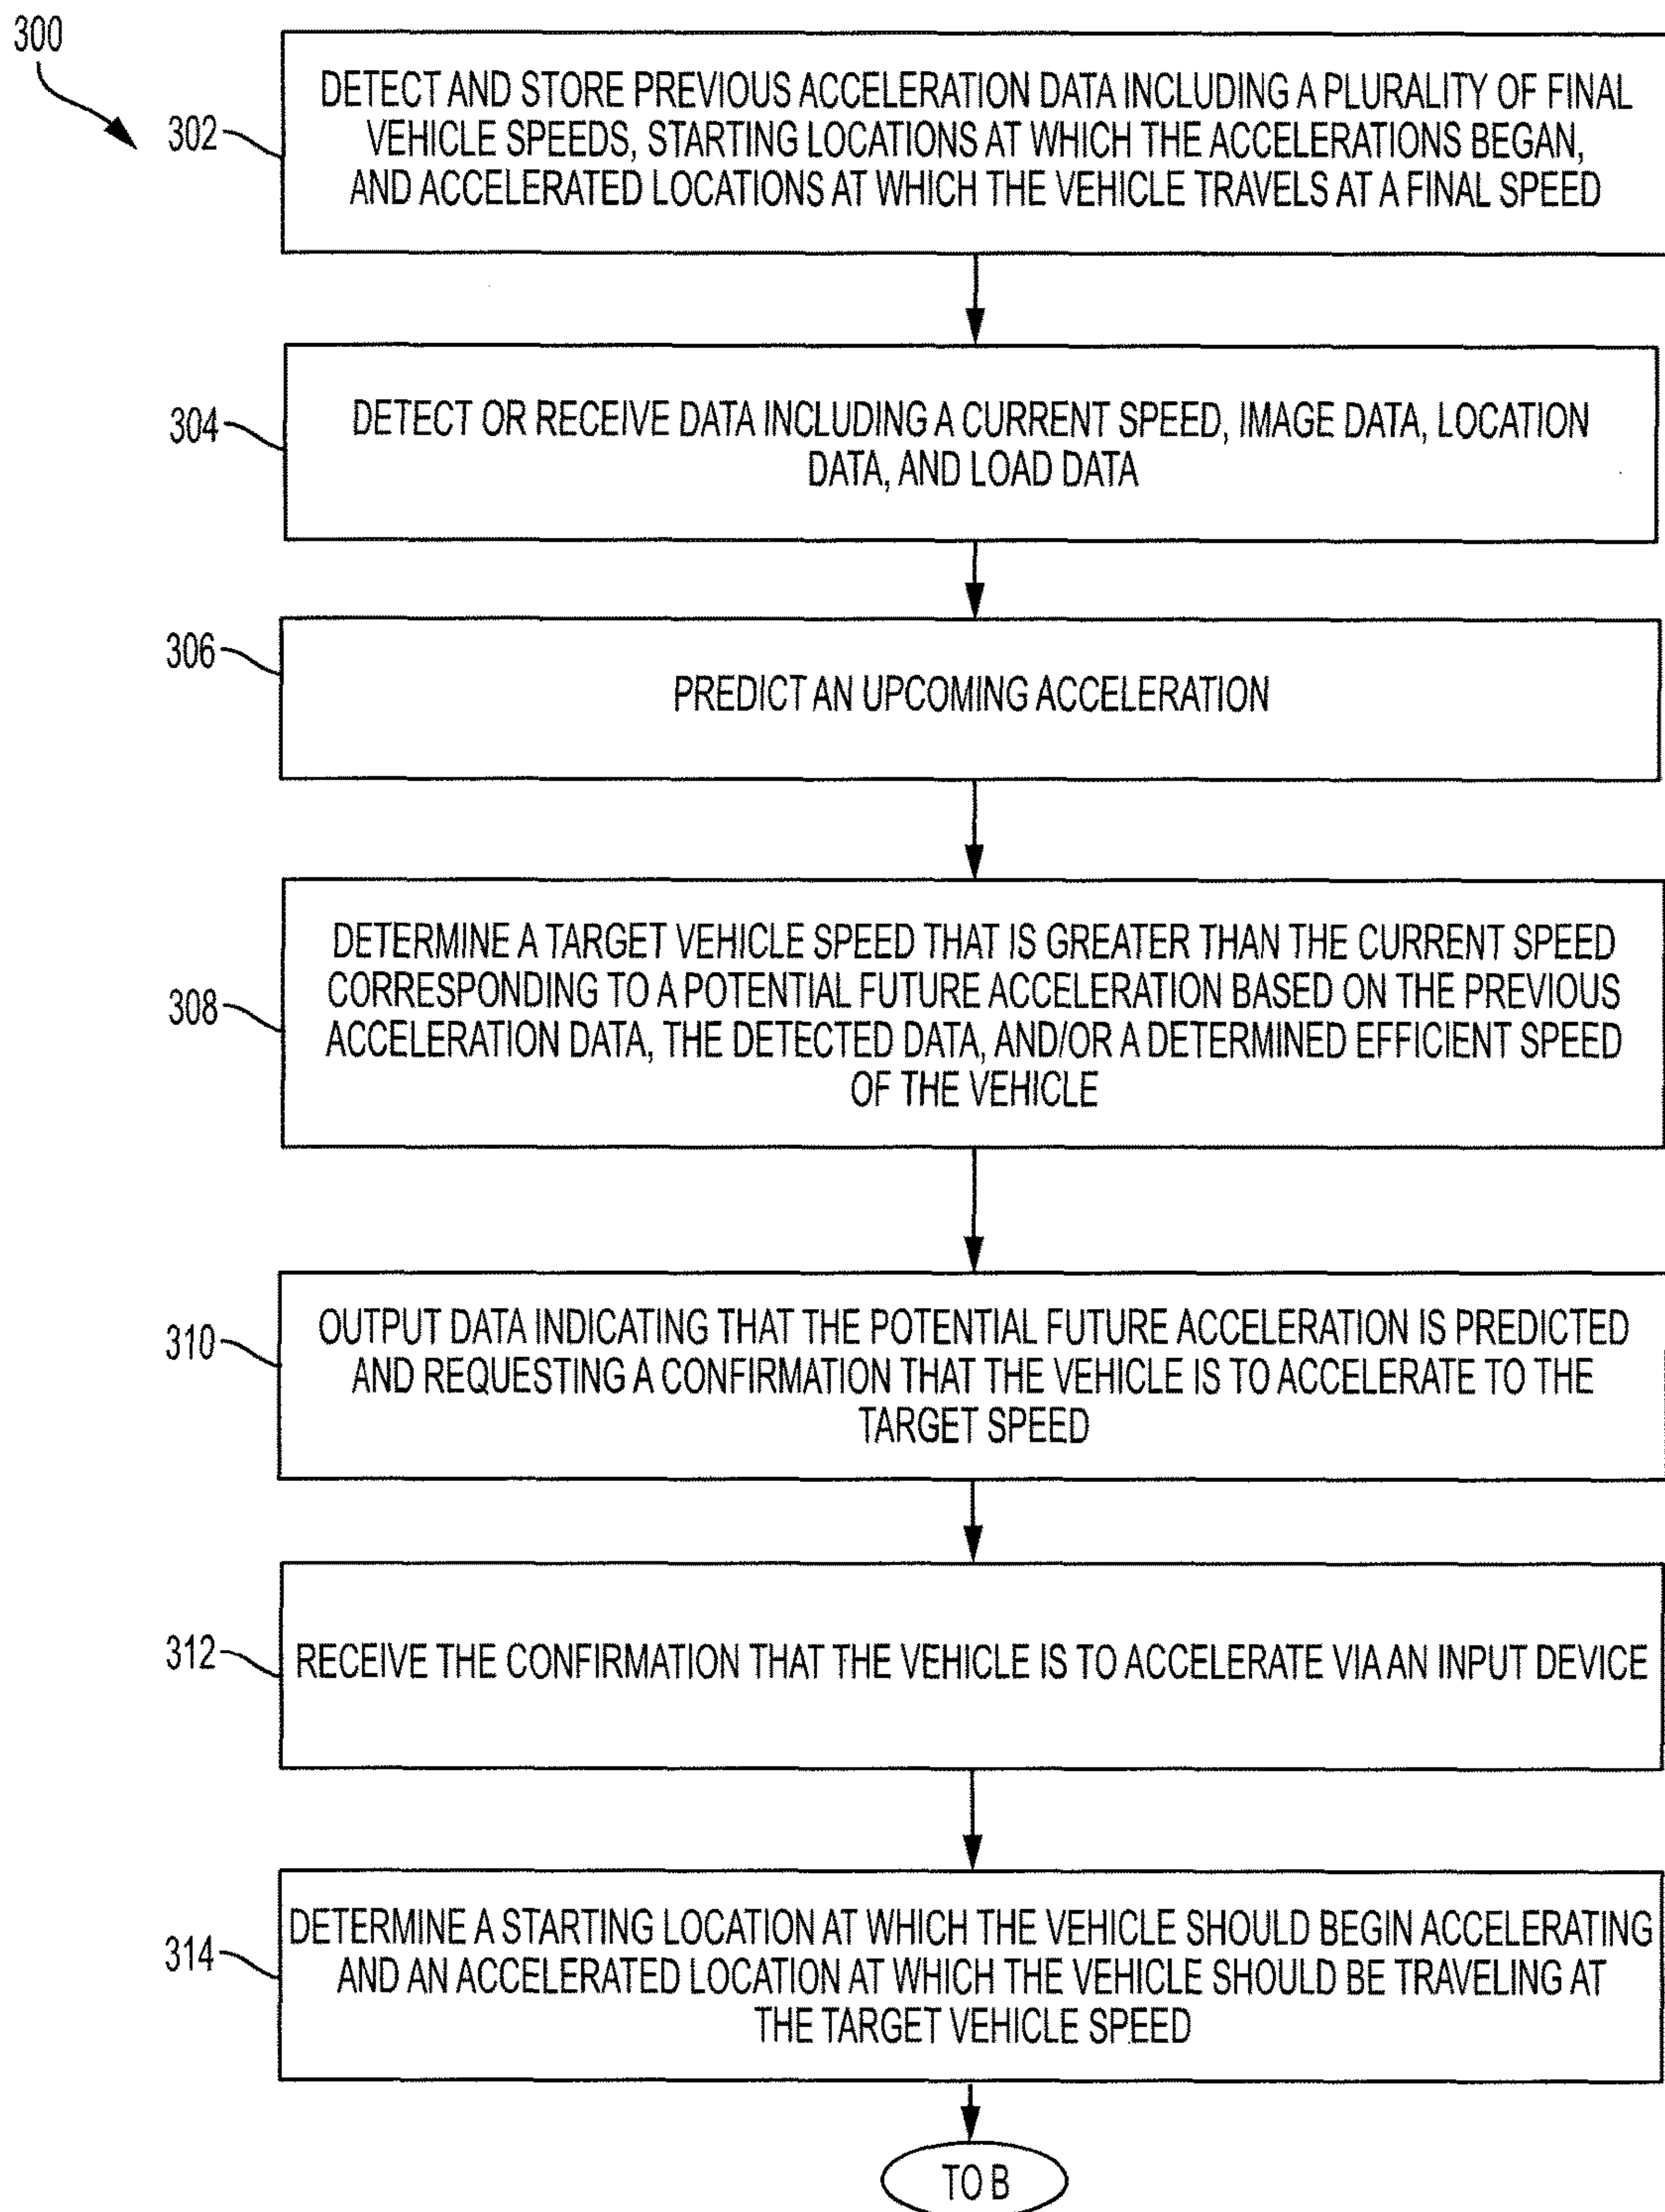 300
302
DETECT AND STORE PREVIOUS ACCELERATION DATA INCLUDING A PLURALITY OF FINAL
VEHICLE SPEEDS, STARTING LOCATIONS AT WHICH THE ACCELERATIONS BEGAN,
AND ACCELERATED LOCATIONS AT WHICH THE VEHICLE TRAVELS AT A FINAL SPEED
304
DETECT OR RECEIVE DATA INCLUDING A CURRENT SPEED, IMAGE DATA, LOCATION
DATA, AND LOAD DATA
306
PREDICT AN UPCOMING ACCELERATION
308
DETERMINE A TARGET VEHICLE SPEED THAT IS GREATER THAN THE CURRENT SPEED
CORRESPONDING TO A POTENTIAL FUTURE ACCELERATION BASED ON THE PREVIOUS
ACCELERATION DATA, THE DETECTED DATA, AND/OR A DETERMINED EFFICIENT SPEED
OF THE VEHICLE
310
OUTPUT DATA INDICATING THAT THE POTENTIAL FUTURE ACCELERATION IS PREDICTED
AND REQUESTING A CONFIRMATION THAT THE VEHICLE IS TO ACCELERATE TO THE
TARGET SPEED
312
RECEIVE THE CONFIRMATION THAT THE VEHICLE IS TO ACCELERATE VIA AN INPUT DEVICE
314
DETERMINE A STARTING LOCATION AT WHICH THE VEHICLE SHOULD BEGIN ACCELERATING
AND AN ACCELERATED LOCATION AT WHICH THE VEHICLE SHOULD BE TRAVELING AT
THE TARGET VEHICLE SPEED
TO B